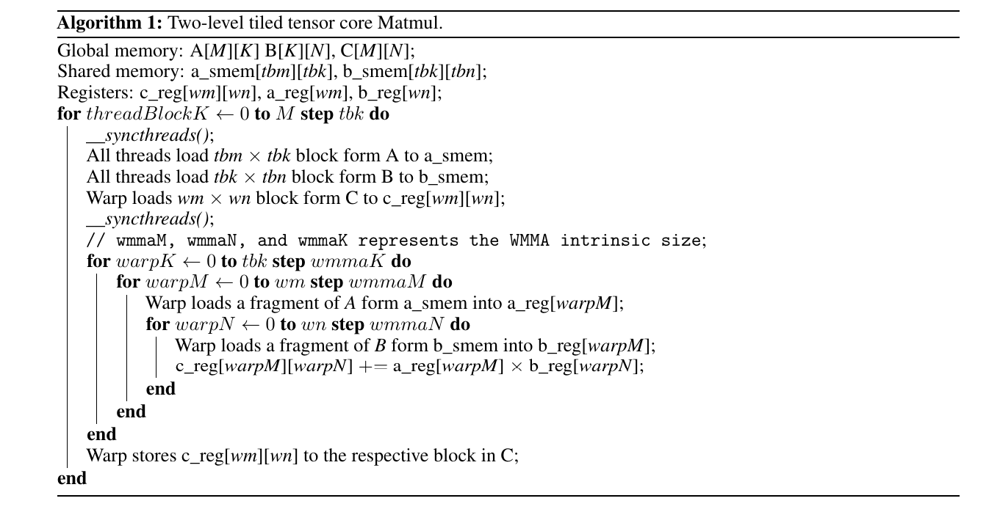 Algorithm 1: Two-level tiled tensor core Matmul.
Global memory: A[M][K] B[K][N], C[M][N];
Shared memory: a_smem[tbm][tbk], b_smem[tbk][tbn];
Registers: c_reg[wm][wn], a_reg[wm], b_reg[wn];
for threadBlockK ← 0 to M step tbk do
__syncthreads();
All threads load tbm × tbk block form A to a_smem;
All threads load tbk × tbn block form B to b_smem;
Warp loads wm × wn block form C to c_reg[wm][wn];
__syncthreads();
// wmmaM, wmmaN, and wmmaK represents the WMMA intrinsic size;
for warpK ← 0 to tbk step wmmaK do
for warpM ← 0 to wm step wmmaM do
Warp loads a fragment of A form a_smem into a_reg[warpM];
for warpN ← 0 to wn step wmmaN do
Warp loads a fragment of B form b_smem into b_reg[warpM];
c_reg[warpM][warpN] += a_reg[warpM] × b_reg[warpN];
end
end
end
Warp stores c_reg[wm][wn] to the respective block in C;
end